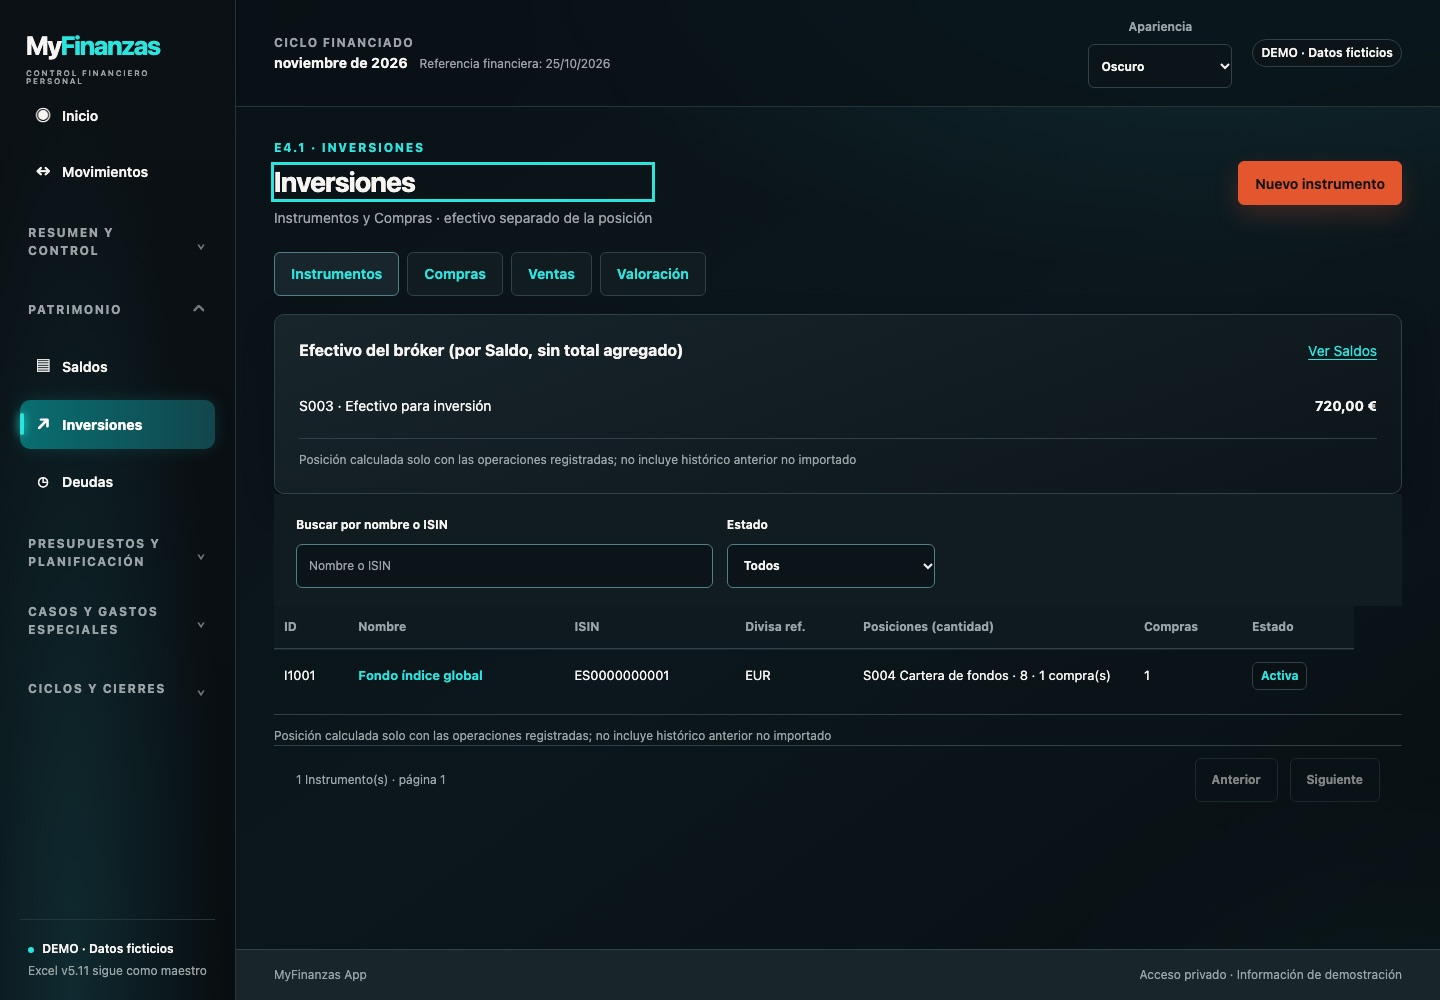 MyFinanzas
CONTROL FINANCIERO
PERSONAL
Inicio
Movimientos
RESUMEN Y
CONTROL
PATRIMONIO
Saldos
Inversiones
Deudas
PRESUPUESTOS Y
PLANIFICACIÓN
CASOS Y GASTOS
ESPECIALES
CICLOS Y CIERRES
DEMO · Datos ficticios
Excel v5.11 sigue como maestro
CICLO FINANCIADO
noviembre de 2026 Referencia financiera: 25/10/2026
Apariencia
Oscuro
DEMO · Datos ficticios
E4.1 · INVERSIONES
Inversiones
Instrumentos y Compras · efectivo separado de la posición
Nuevo instrumento
Instrumentos Compras Ventas Valoración
Efectivo del bróker (por Saldo, sin total agregado) Ver Saldos
S003 · Efectivo para inversión 720,00 €
Posición calculada solo con las operaciones registradas; no incluye histórico anterior no importado
Buscar por nombre o ISIN Estado
Nombre o ISIN Todos
ID Nombre ISIN Divisa ref. Posiciones (cantidad) Compras Estado
I1001 Fondo índice global ES0000000001 EUR S004 Cartera de fondos · 8 · 1 compra(s) 1 Activa
Posición calculada solo con las operaciones registradas; no incluye histórico anterior no importado
1 Instrumento(s) · página 1 Anterior Siguiente
MyFinanzas App Acceso privado · Información de demostración